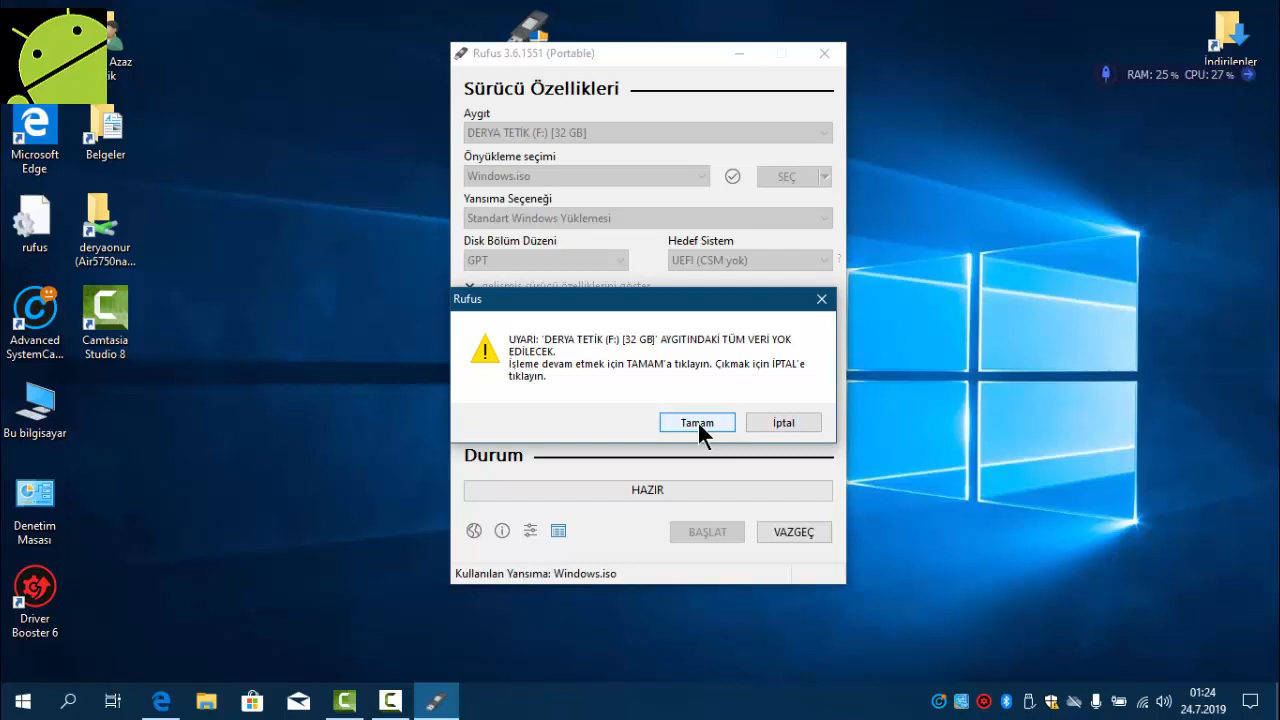 Azaz
ik
Microsoft
Edge
Belgeler
rufus
deryaonur
(Air5750na...
Advanced
SystemCa...
Camtasia
Studio 8
Bu bilgisayar
Denetim
Masası
Driver
Booster 6
İndirilenler
RAM: 25 % CPU: 27 %
Rufus 3.6.1551 (Portable)
Sürücü Özellikleri
Aygıt
DERYA TETİK (F:) [32 GB]
Önyükleme seçimi
Windows.iso
SEÇ
Yansıma Seçeneği
Standart Windows Yüklemesi
Disk Bölüm Düzeni
Hedef Sistem
GPT
UEFI (CSM yok)
?
gelişmiş sürücü özelliklerini göster
Rufus
UYARI: 'DERYA TETİK (F:) [32 GB]' AYGITINDAKİ TÜM VERİ YOK
EDİLECEK.
İşleme devam etmek için TAMAM'a tıklayın. Çıkmak için İPTAL'e
tıklayın.
Tamam
İptal
Durum
HAZIR
BAŞLAT
VAZGEÇ
Kullanılan Yansıma: Windows.iso
01:24
24.7.2019